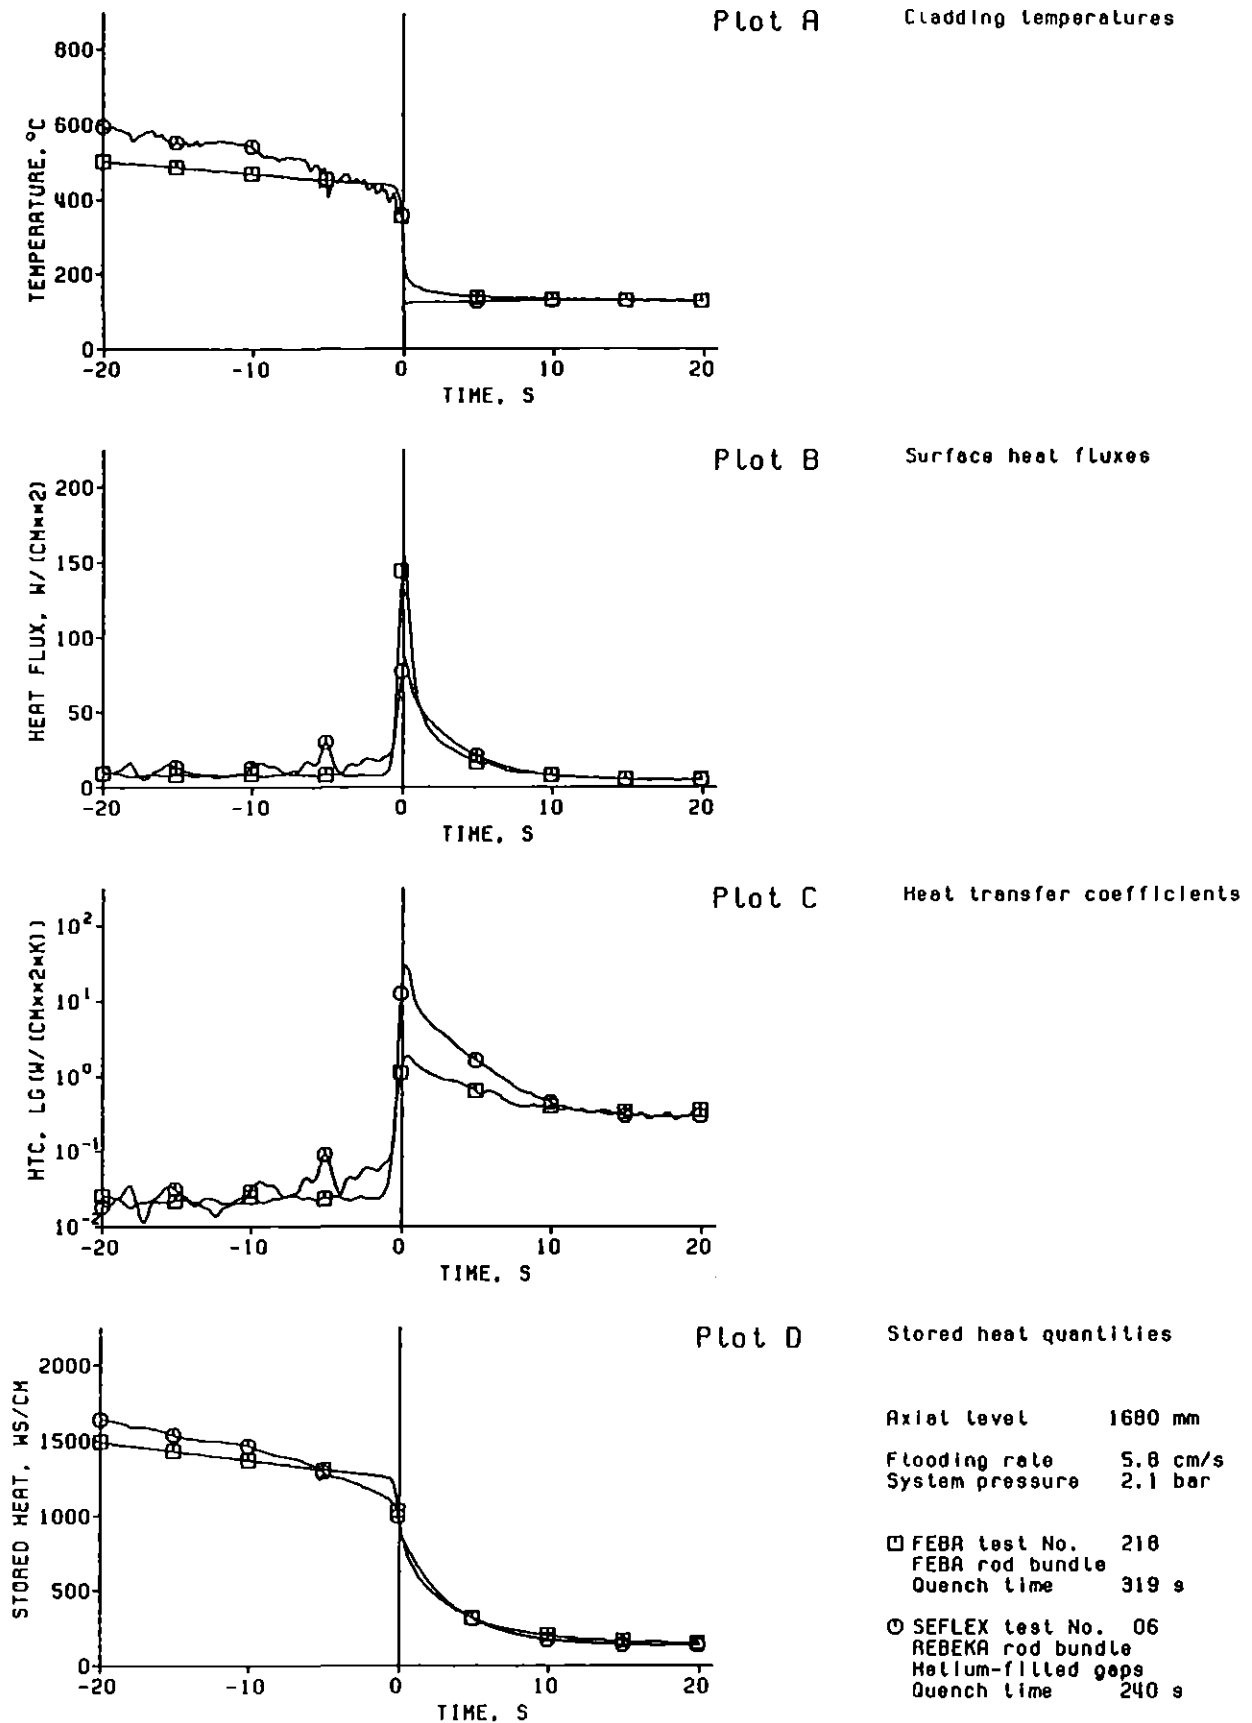 Plot A
Cladding temperatures
800
600
400
200
0
TEMPERATURE, °C
-20
-10
0
10
20
TIME, S
Plot B
Surface heat fluxes
200
150
100
50
0
HEAT FLUX, W/(CM**2)
-20
-10
0
10
20
TIME, S
Plot C
Heat transfer coefficients
10²
10¹
10⁰
10⁻¹
10⁻²
HTC, LG(W/(CM**2*K))
-20
-10
0
10
20
TIME, S
Plot D
Stored heat quantities
2000
1500
1000
500
0
STORED HEAT, WS/CM
-20
-10
0
10
20
TIME, S
Axial level 1680 mm
Flooding rate 5.8 cm/s
System pressure 2.1 bar
FEBA test No. 218
FEBA rod bundle
Quench time 319 s
SEFLEX test No. 06
REBEKA rod bundle
Helium-filled gaps
Quench time 240 s